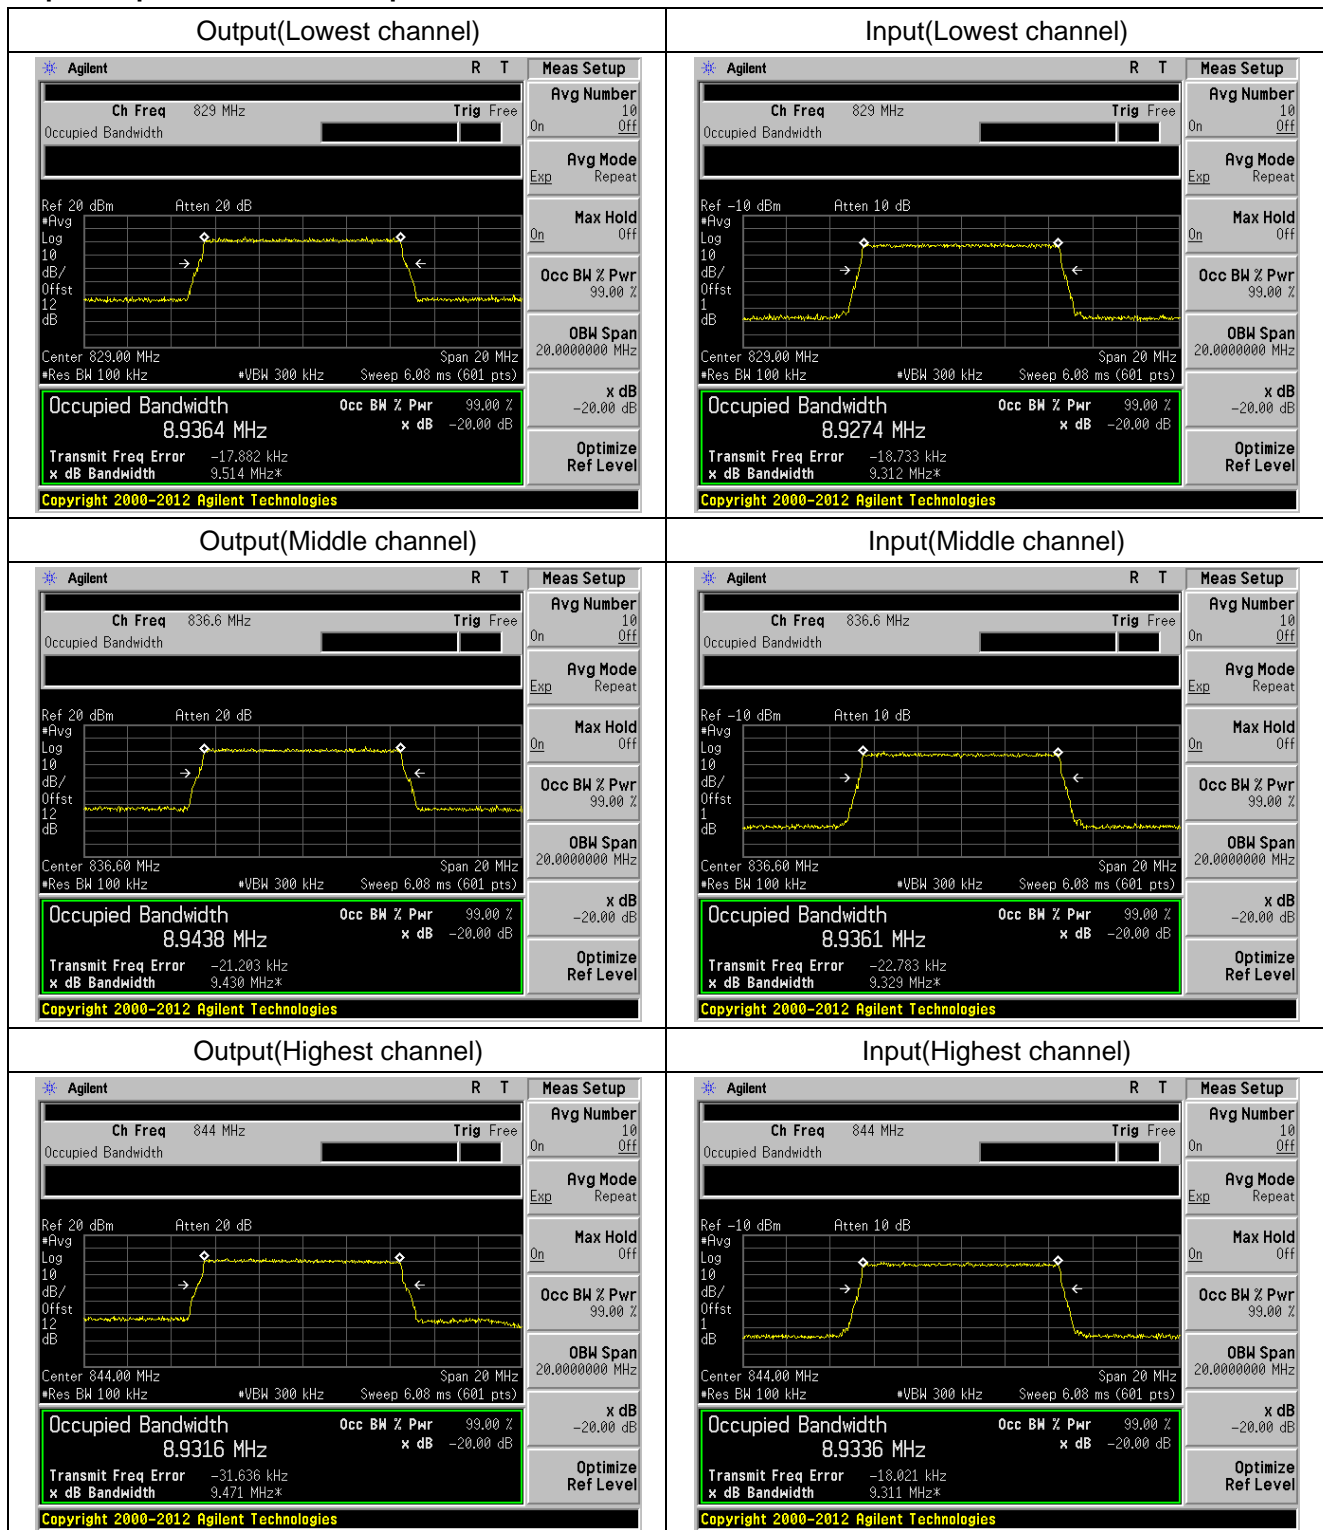 Output(Lowest channel)
Input(Lowest channel)
Agilent R T Meas Setup
Ch Freq 829 MHz Trig Free
Occupied Bandwidth
Avg Number
10
On Off
Avg Mode
Exp Repeat
Ref 20 dBm Atten 20 dB
#Avg
Log
10
dB/
Offst
12
dB
Max Hold
On Off
Occ BW % Pwr
99.00 %
OBW Span
20.0000000 MHz
Center 829.00 MHz Span 20 MHz
#Res BW 100 kHz #VBW 300 kHz Sweep 6.08 ms (601 pts)
x dB
-20.00 dB
Occupied Bandwidth Occ BW % Pwr 99.00 %
8.9364 MHz x dB -20.00 dB
Transmit Freq Error -17.882 kHz
x dB Bandwidth 9.514 MHz*
Optimize
Ref Level
Copyright 2000-2012 Agilent Technologies
Agilent R T Meas Setup
Ch Freq 829 MHz Trig Free
Occupied Bandwidth
Avg Number
10
On Off
Avg Mode
Exp Repeat
Ref -10 dBm Atten 10 dB
#Avg
Log
10
dB/
Offst
1
dB
Max Hold
On Off
Occ BW % Pwr
99.00 %
OBW Span
20.0000000 MHz
Center 829.00 MHz Span 20 MHz
#Res BW 100 kHz #VBW 300 kHz Sweep 6.08 ms (601 pts)
x dB
-20.00 dB
Occupied Bandwidth Occ BW % Pwr 99.00 %
8.9274 MHz x dB -20.00 dB
Transmit Freq Error -18.733 kHz
x dB Bandwidth 9.312 MHz*
Optimize
Ref Level
Copyright 2000-2012 Agilent Technologies
Output(Middle channel)
Input(Middle channel)
Agilent R T Meas Setup
Ch Freq 836.6 MHz Trig Free
Occupied Bandwidth
Avg Number
10
On Off
Avg Mode
Exp Repeat
Ref 20 dBm Atten 20 dB
#Avg
Log
10
dB/
Offst
12
dB
Max Hold
On Off
Occ BW % Pwr
99.00 %
OBW Span
20.0000000 MHz
Center 836.60 MHz Span 20 MHz
#Res BW 100 kHz #VBW 300 kHz Sweep 6.08 ms (601 pts)
x dB
-20.00 dB
Occupied Bandwidth Occ BW % Pwr 99.00 %
8.9438 MHz x dB -20.00 dB
Transmit Freq Error -21.203 kHz
x dB Bandwidth 9.430 MHz*
Optimize
Ref Level
Copyright 2000-2012 Agilent Technologies
Agilent R T Meas Setup
Ch Freq 836.6 MHz Trig Free
Occupied Bandwidth
Avg Number
10
On Off
Avg Mode
Exp Repeat
Ref -10 dBm Atten 10 dB
#Avg
Log
10
dB/
Offst
1
dB
Max Hold
On Off
Occ BW % Pwr
99.00 %
OBW Span
20.0000000 MHz
Center 836.60 MHz Span 20 MHz
#Res BW 100 kHz #VBW 300 kHz Sweep 6.08 ms (601 pts)
x dB
-20.00 dB
Occupied Bandwidth Occ BW % Pwr 99.00 %
8.9361 MHz x dB -20.00 dB
Transmit Freq Error -22.783 kHz
x dB Bandwidth 9.329 MHz*
Optimize
Ref Level
Copyright 2000-2012 Agilent Technologies
Output(Highest channel)
Input(Highest channel)
Agilent R T Meas Setup
Ch Freq 844 MHz Trig Free
Occupied Bandwidth
Avg Number
10
On Off
Avg Mode
Exp Repeat
Ref 20 dBm Atten 20 dB
#Avg
Log
10
dB/
Offst
12
dB
Max Hold
On Off
Occ BW % Pwr
99.00 %
OBW Span
20.0000000 MHz
Center 844.00 MHz Span 20 MHz
#Res BW 100 kHz #VBW 300 kHz Sweep 6.08 ms (601 pts)
x dB
-20.00 dB
Occupied Bandwidth Occ BW % Pwr 99.00 %
8.9316 MHz x dB -20.00 dB
Transmit Freq Error -31.636 kHz
x dB Bandwidth 9.471 MHz*
Optimize
Ref Level
Copyright 2000-2012 Agilent Technologies
Agilent R T Meas Setup
Ch Freq 844 MHz Trig Free
Occupied Bandwidth
Avg Number
10
On Off
Avg Mode
Exp Repeat
Ref -10 dBm Atten 10 dB
#Avg
Log
10
dB/
Offst
1
dB
Max Hold
On Off
Occ BW % Pwr
99.00 %
OBW Span
20.0000000 MHz
Center 844.00 MHz Span 20 MHz
#Res BW 100 kHz #VBW 300 kHz Sweep 6.08 ms (601 pts)
x dB
-20.00 dB
Occupied Bandwidth Occ BW % Pwr 99.00 %
8.9336 MHz x dB -20.00 dB
Transmit Freq Error -18.021 kHz
x dB Bandwidth 9.311 MHz*
Optimize
Ref Level
Copyright 2000-2012 Agilent Technologies